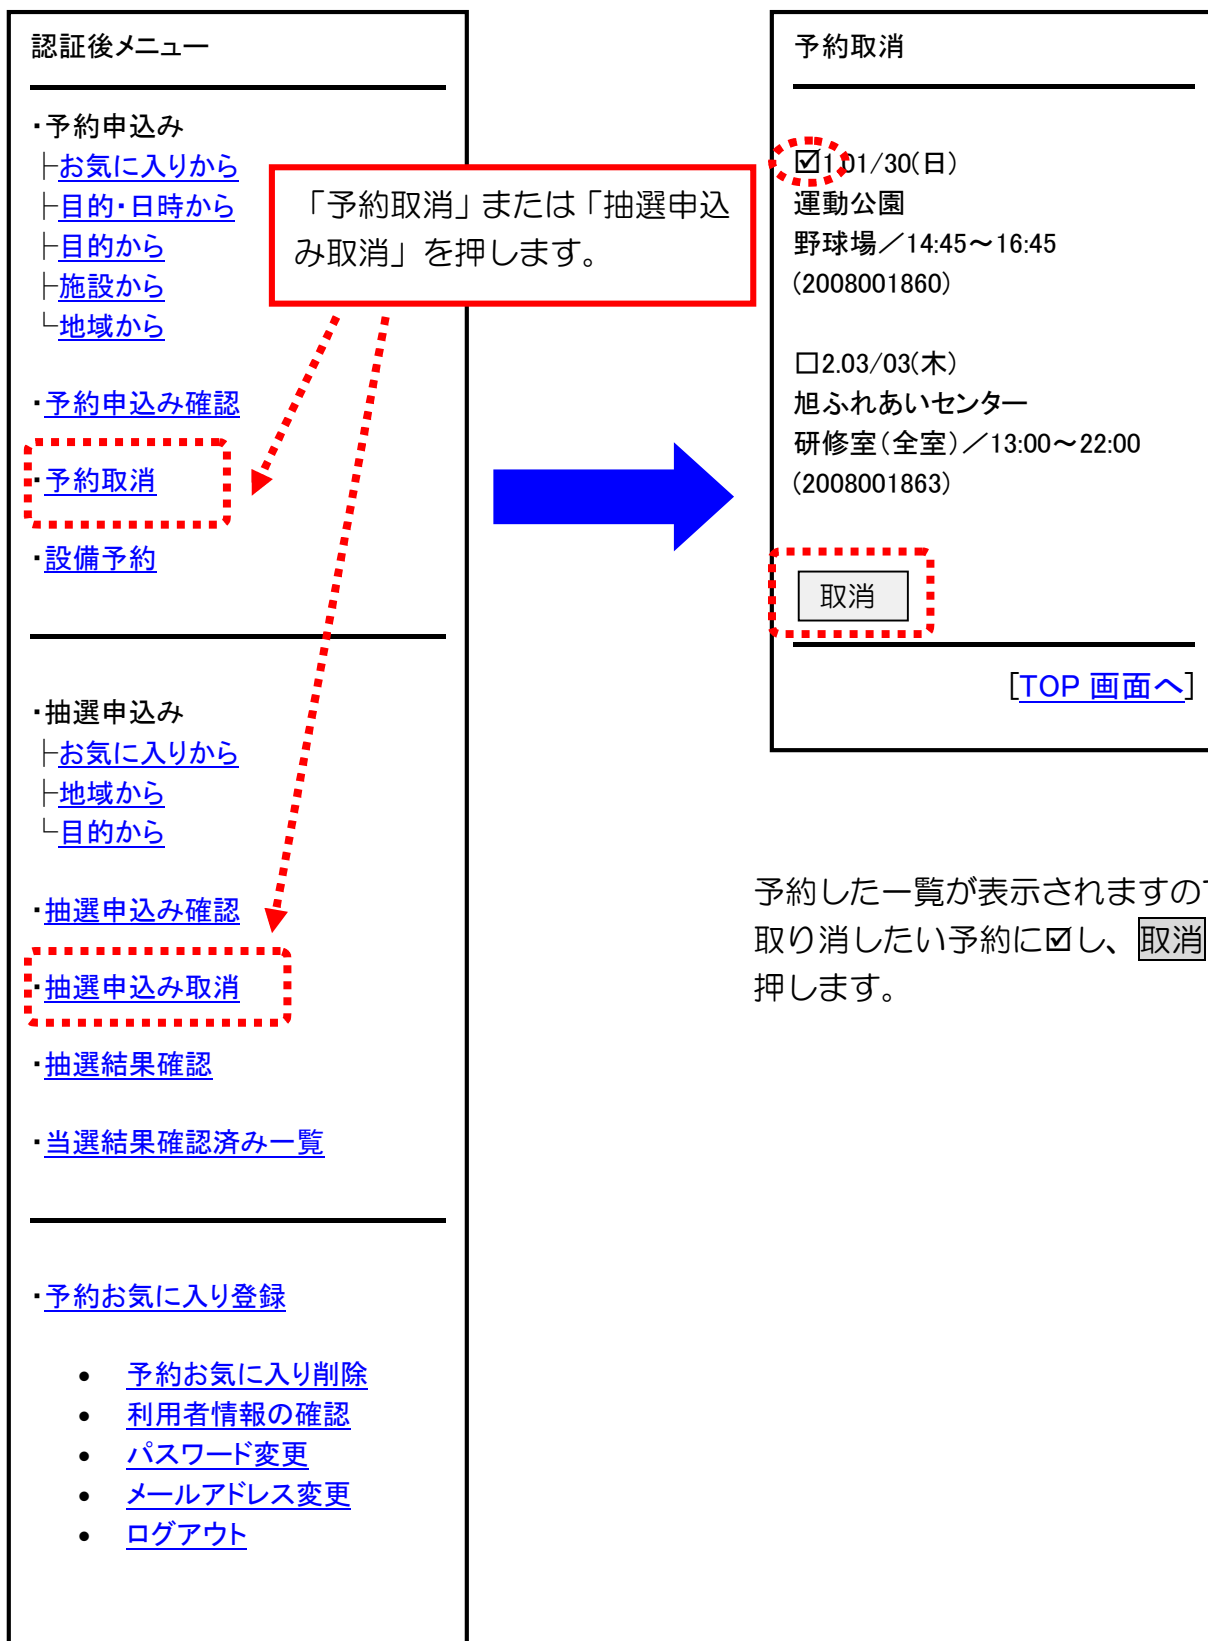 認証後メニュー
・予約申込み
├お気に入りから
├目的・日時から
├目的から
├施設から
└地域から
・予約申込み確認
・予約取消
・設備予約
・抽選申込み
├お気に入りから
├地域から
└目的から
・抽選申込み確認
・抽選申込み取消
・抽選結果確認
・当選結果確認済み一覧
・予約お気に入り登録
• 予約お気に入り削除
• 利用者情報の確認
• パスワード変更
• メールアドレス変更
• ログアウト
「予約取消」または「抽選申込
み取消」を押します。
予約取消
☑1.01/30(日)
運動公園
野球場／14:45～16:45
(2008001860)
□2.03/03(木)
旭ふれあいセンター
研修室(全室)／13:00～22:00
(2008001863)
取消
[TOP 画面へ]
予約した一覧が表示されますの
取り消したい予約に☑し、取消
押します。